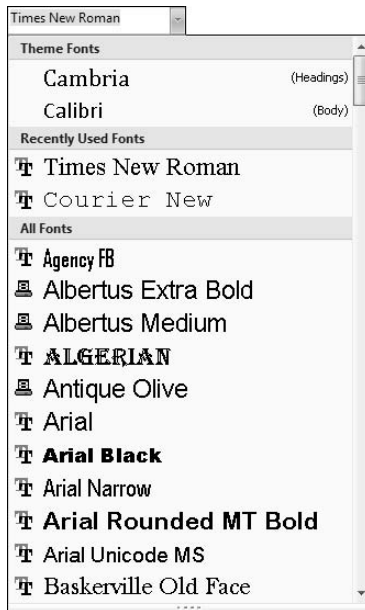 Times New Roman
Theme Fonts
Cambria (Headings)
Calibri (Body)
Recently Used Fonts
Times New Roman
Courier New
All Fonts
Agency FB
Albertus Extra Bold
Albertus Medium
ALGERIAN
Antique Olive
Arial
Arial Black
Arial Narrow
Arial Rounded MT Bold
Arial Unicode MS
Baskerville Old Face